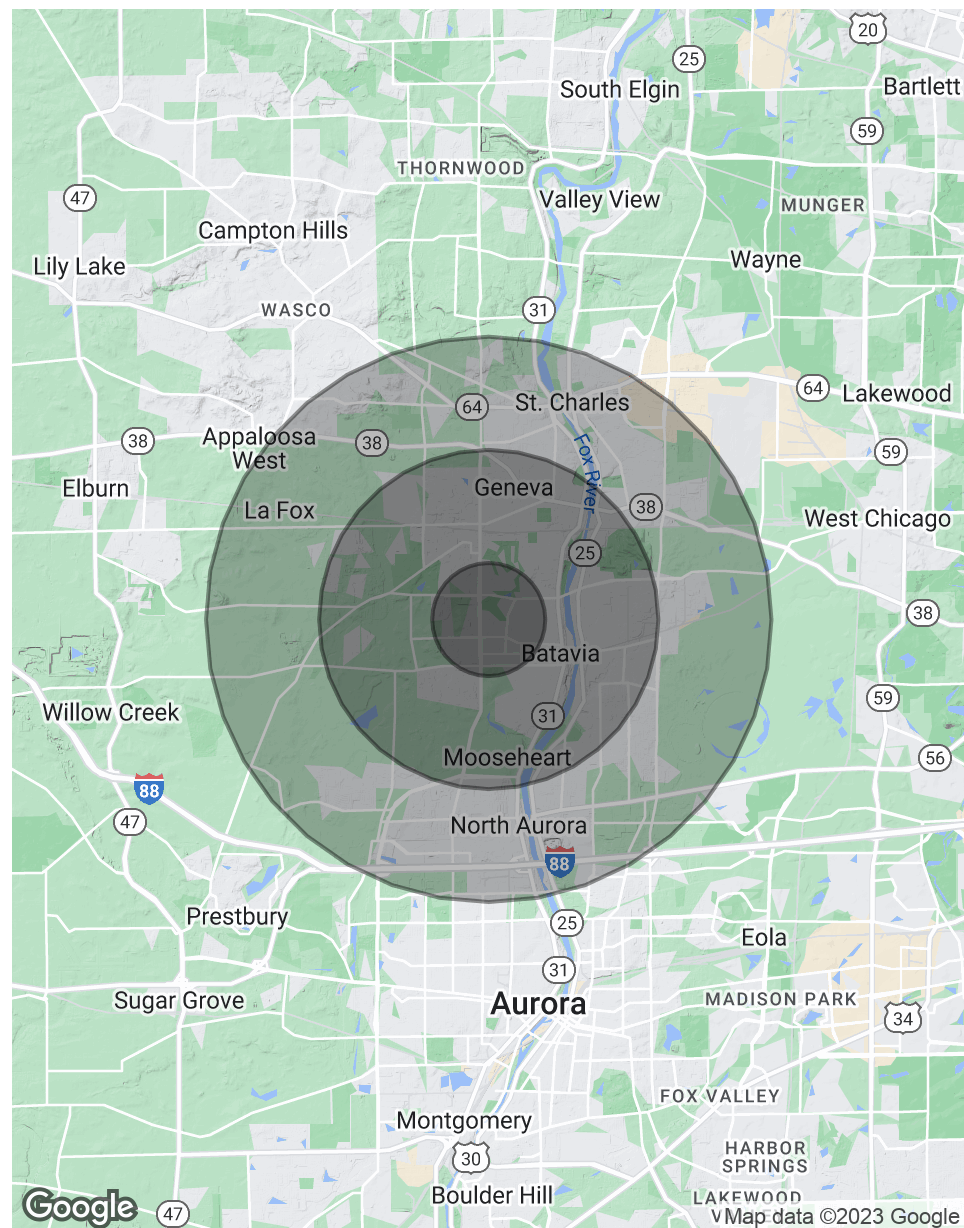 20
25
South Elgin
Bartlett
59
THORNWOOD
47
Valley View
MUNGER
Campton Hills
Wayne
Lily Lake
WASCO
31
64
Lakewood
64
St. Charles
Appaloosa
West
38
38
Fox River
59
Elburn
Geneva
La Fox
38
West Chicago
25
38
Batavia
59
Willow Creek
31
56
Mooseheart
88
47
North Aurora
88
Prestbury
25
Eola
31
Sugar Grove
Aurora
MADISON PARK
34
FOX VALLEY
Montgomery
30
HARBOR
SPRINGS
Boulder Hill
LAKEWOOD
Google
47
Map data ©2023 Google